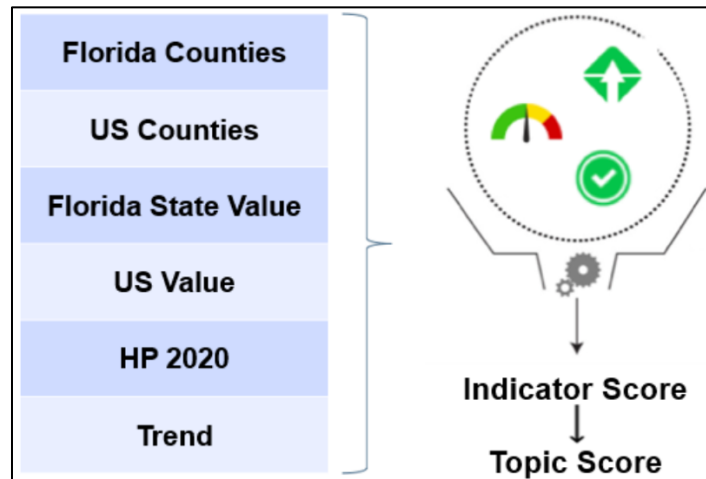 Florida Counties
US Counties
Florida State Value
US Value
HP 2020
Trend
Indicator Score
Topic Score